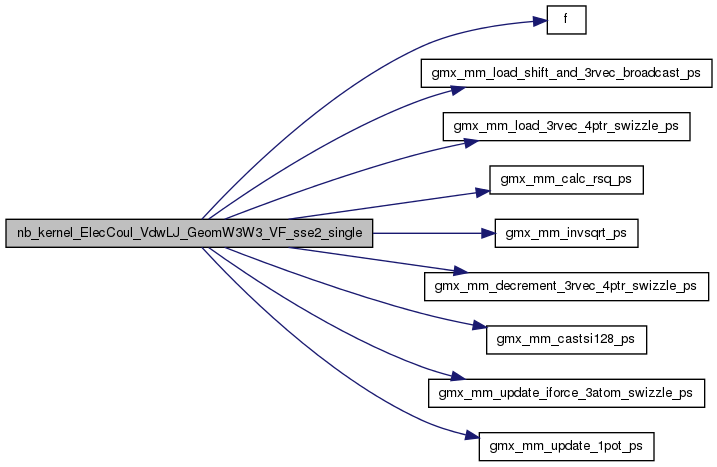 f
gmx_mm_load_shift_and_3rvec_broadcast_ps
gmx_mm_load_3rvec_4ptr_swizzle_ps
gmx_mm_calc_rsq_ps
nb_kernel_ElecCoul_VdwLJ_GeomW3W3_VF_sse2_single
gmx_mm_invsqrt_ps
gmx_mm_decrement_3rvec_4ptr_swizzle_ps
gmx_mm_castsi128_ps
gmx_mm_update_iforce_3atom_swizzle_ps
gmx_mm_update_1pot_ps